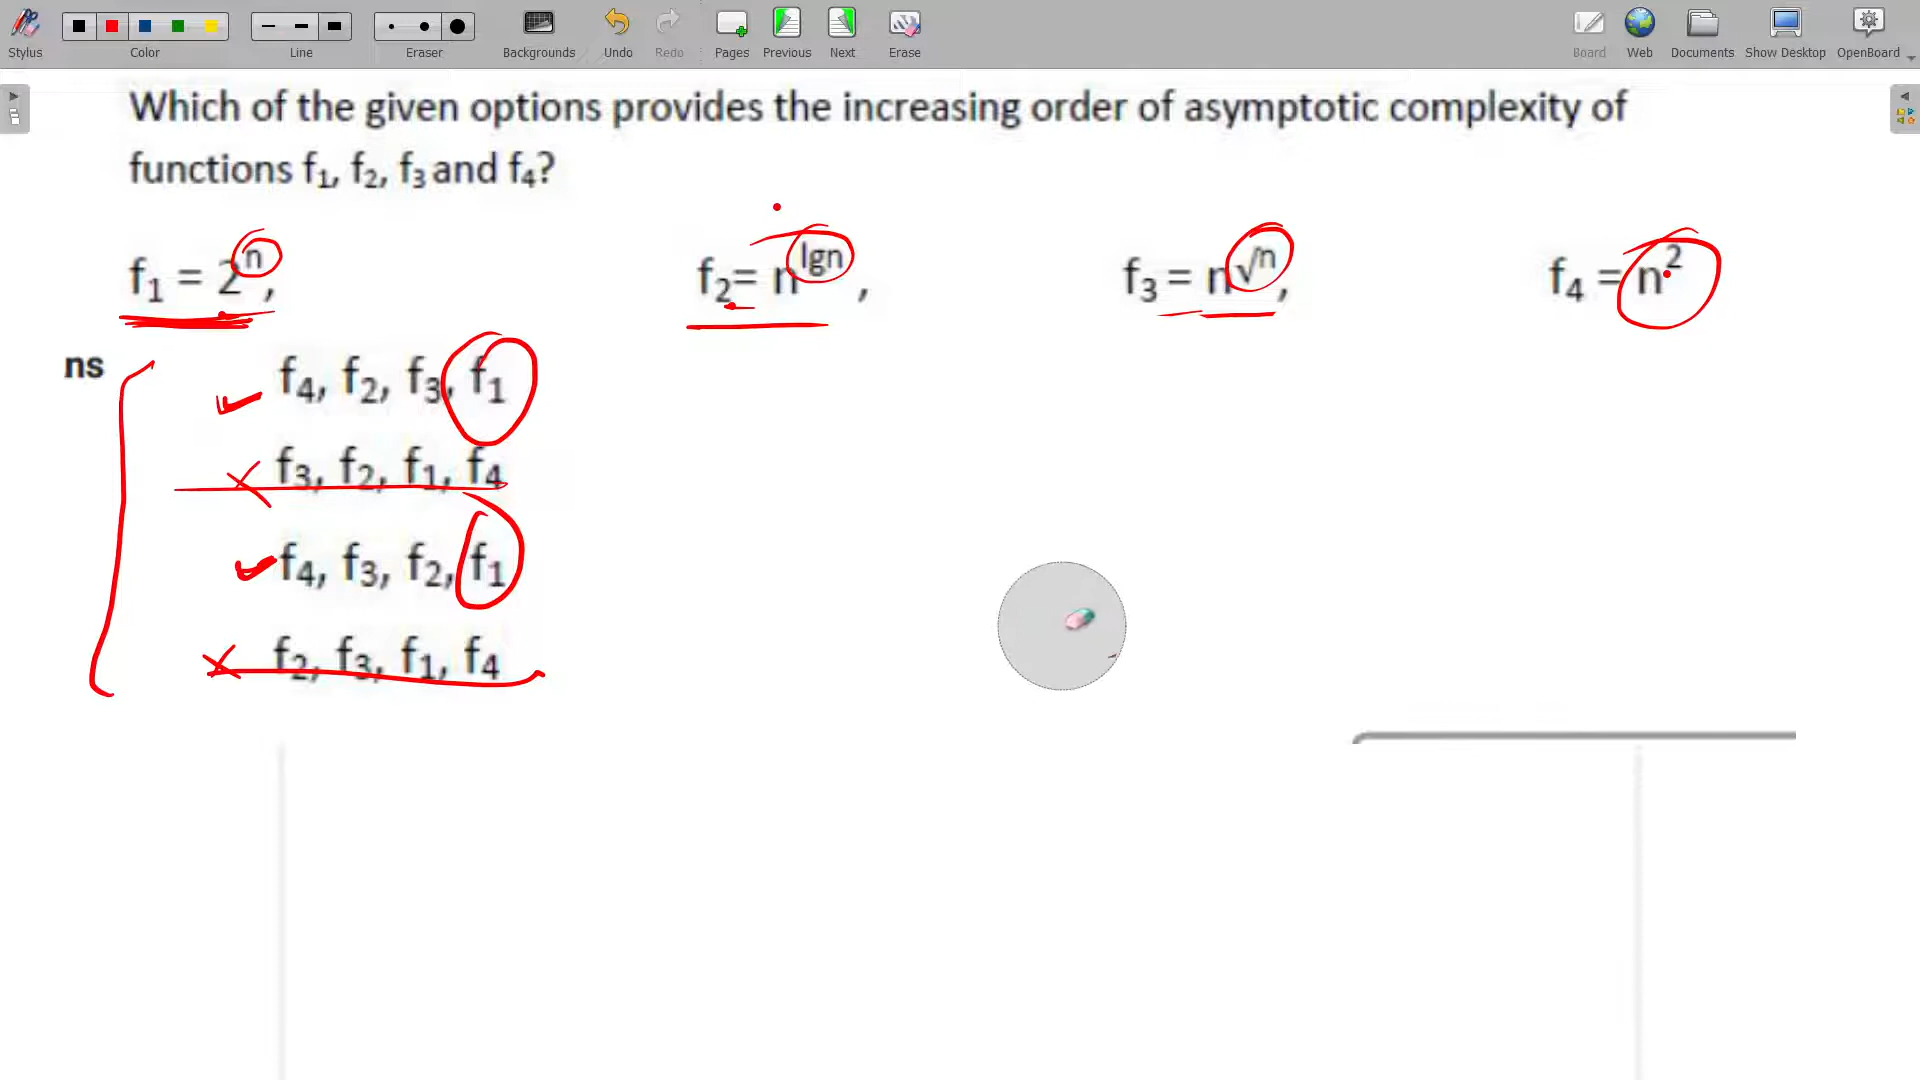 Stylus Color Line Eraser Backgrounds Undo Redo Pages Previous Next Erase Board Web Documents Show Desktop OpenBoard
Which of the given options provides the increasing order of asymptotic complexity of
functions f₁, f₂, f₃ and f₄?
f₁ = 2ⁿ, f₂= n^lgn , f₃ = n^√n, f₄ = n²
ns
f₄, f₂, f₃, f₁
f₃, f₂, f₁, f₄
f₄, f₃, f₂, f₁
f₂, f₃, f₁, f₄